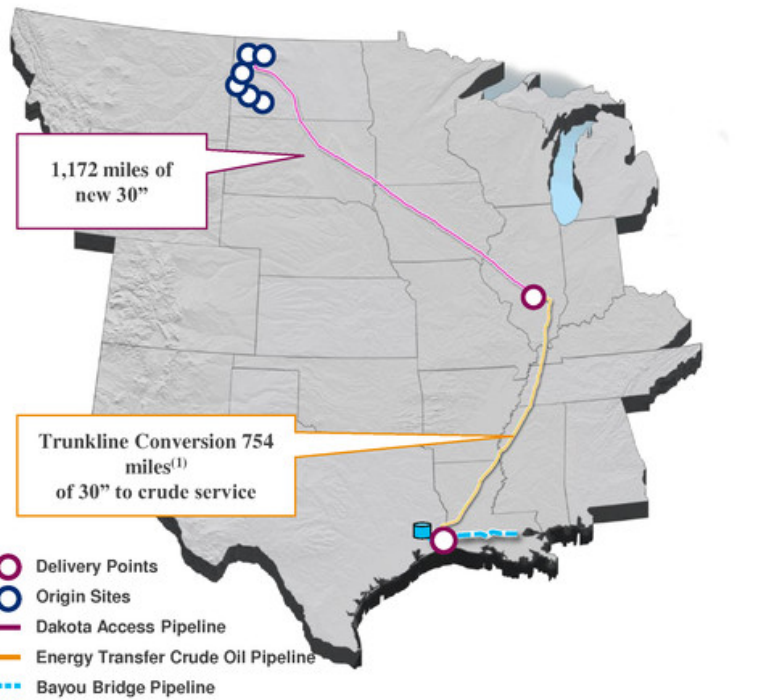 1,172 miles of
new 30”
Trunkline Conversion 754
miles(1)
of 30” to crude service
Delivery Points
Origin Sites
Dakota Access Pipeline
Energy Transfer Crude Oil Pipeline
Bayou Bridge Pipeline